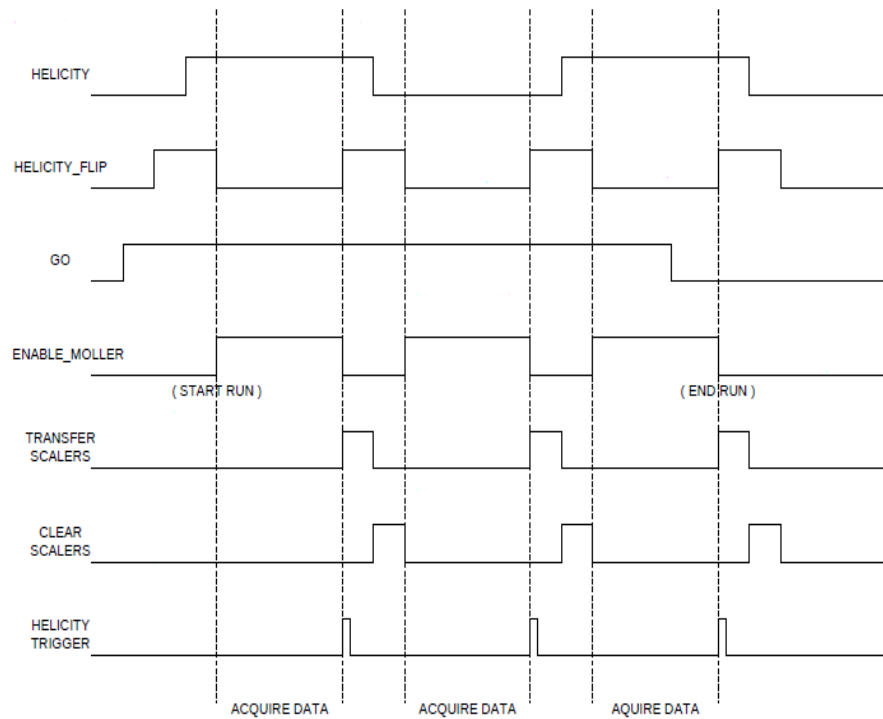 HELICITY
HELICITY_FLIP
GO
ENABLE_MOLLER
( START RUN )
( END RUN )
TRANSFER
SCALERS
CLEAR
SCALERS
HELICITY
TRIGGER
ACQUIRE DATA
ACQUIRE DATA
AQUIRE DATA